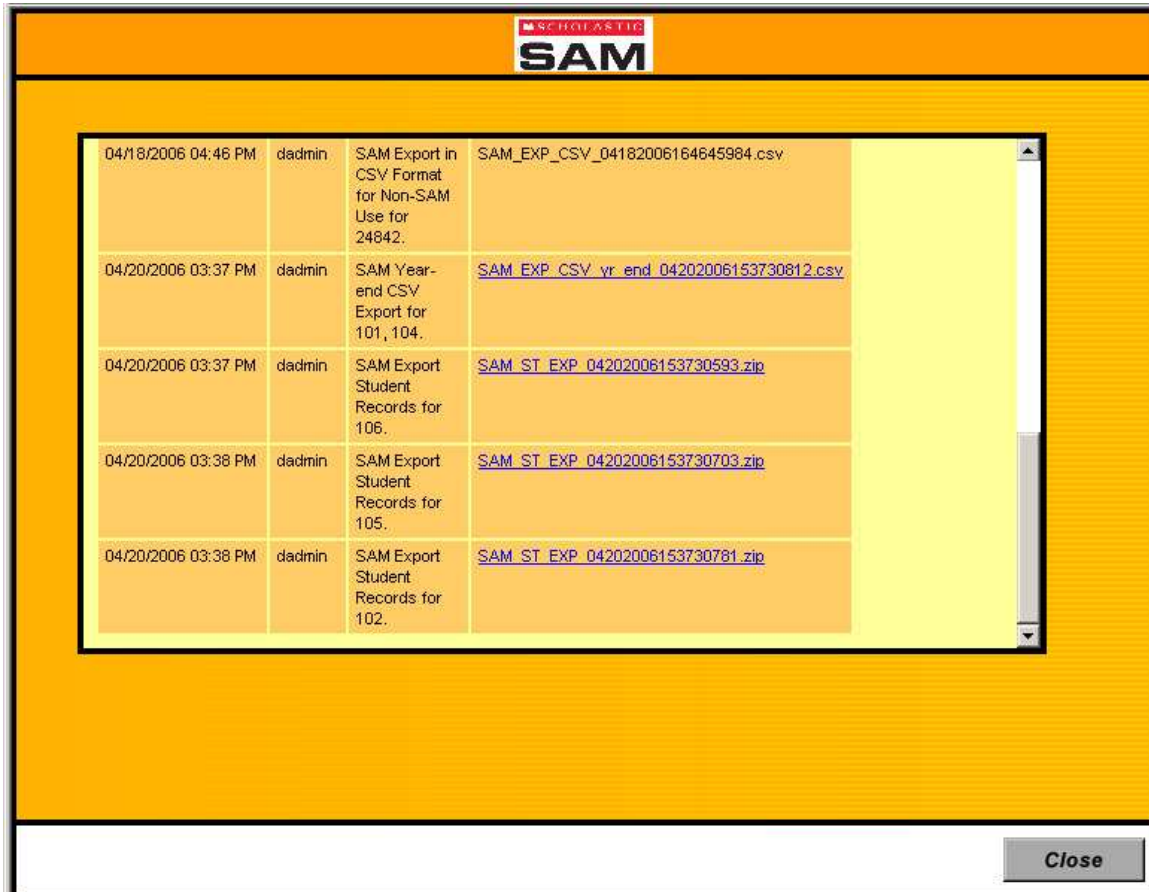 SCHOLASTIC
SAM
04/18/2006 04:46 PM dadmin SAM Export in SAM_EXP_CSV_04182006164645984.csv
CSV Format
for Non-SAM
Use for
24842.
04/20/2006 03:37 PM dadmin SAM Year- SAM_EXP_CSV_yr_end_04202006153730812.csv
end CSV
Export for
101, 104.
04/20/2006 03:37 PM dadmin SAM Export SAM_ST_EXP_04202006153730593.zip
Student
Records for
106.
04/20/2006 03:38 PM dadmin SAM Export SAM_ST_EXP_04202006153730703.zip
Student
Records for
105.
04/20/2006 03:38 PM dadmin SAM Export SAM_ST_EXP_04202006153730781.zip
Student
Records for
102.
Close